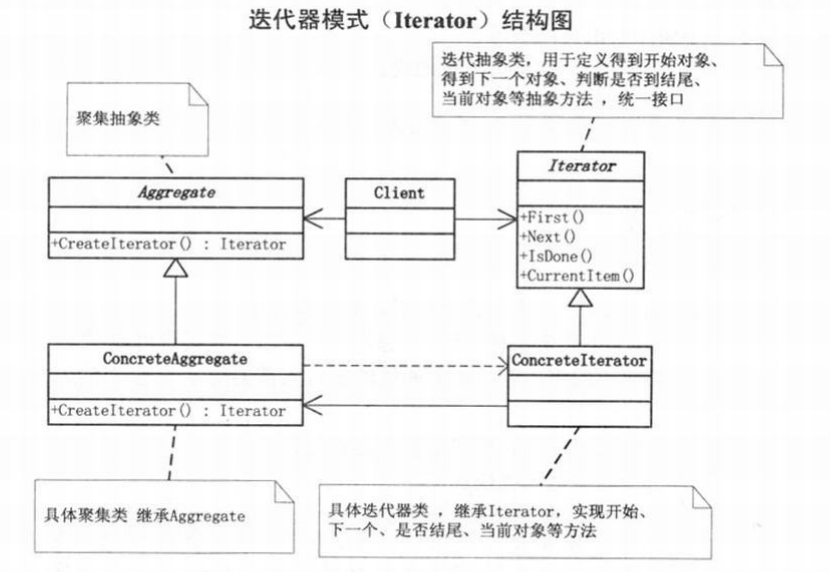 迭代器模式（Iterator）结构图
迭代抽象类，用于定义得到开始对象、
得到下一个对象、判断是否到结尾、
当前对象等抽象方法 ，统一接口
聚集抽象类
Aggregate
+CreateIterator() : Iterator
Client
Iterator
+First()
+Next()
+IsDone()
+CurrentItem()
ConcreteAggregate
+CreateIterator() : Iterator
ConcreteIterator
具体聚集类 继承Aggregate
具体迭代器类 ，继承Iterator，实现开始、
下一个、是否结尾、当前对象等方法